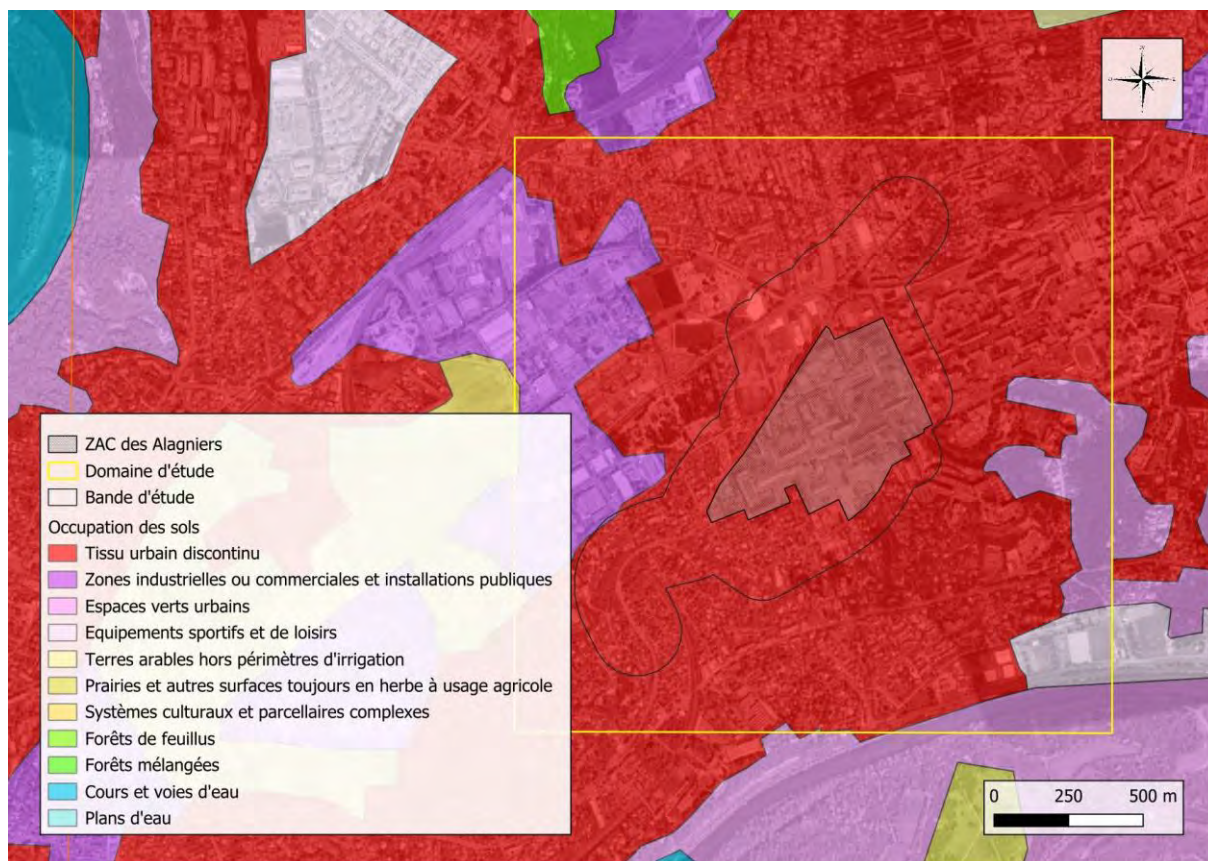 ZAC des Alagniers
Domaine d'étude
Bande d'étude
Occupation des sols
Tissu urbain discontinu
Zones industrielles ou commerciales et installations publiques
Espaces verts urbains
Equipements sportifs et de loisirs
Terres arables hors périmètres d'irrigation
Prairies et autres surfaces toujours en herbe à usage agricole
Systèmes culturaux et parcellaires complexes
Forêts de feuillus
Forêts mélangées
Cours et voies d'eau
Plans d'eau
0 250 500 m